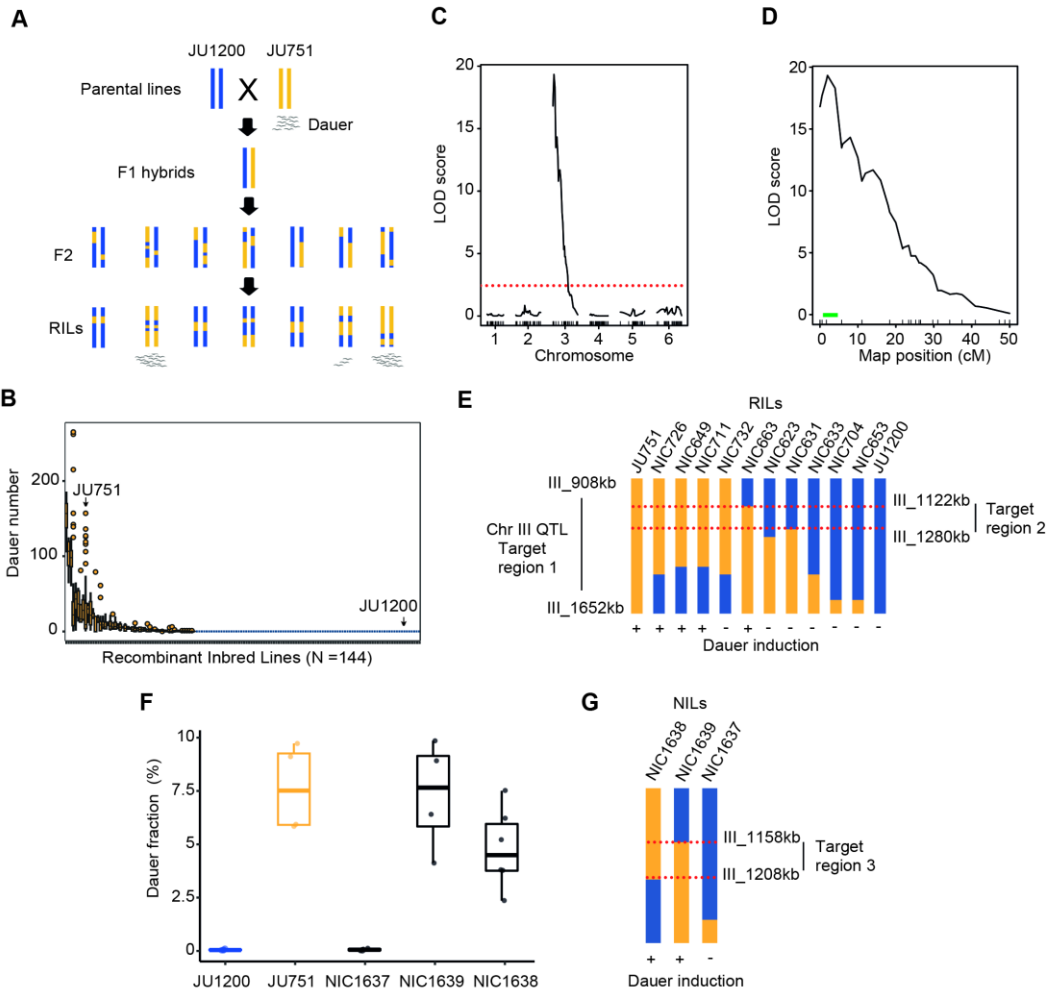 A
JU1200
JU751
Parental lines
X
Dauer
F1 hybrids
F2
RILs
B
Dauer number
200
100
0
JU751
JU1200
Recombinant Inbred Lines (N =144)
C
LOD score
20
15
10
5
0
1 2 3 4 5 6
Chromosome
D
LOD score
20
15
10
5
0
0 10 20 30 40 50
Map position (cM)
E
RILs
JU751
NIC726
NIC649
NIC711
NIC732
NIC663
NIC623
NIC631
NIC633
NIC704
NIC653
JU1200
III_908kb
Chr III QTL
Target
region 1
III_1652kb
III_1122kb
III_1280kb
Target
region 2
+ + + + - + - - - - - -
Dauer induction
F
Dauer fraction (%)
10
7.5
5
2.5
0
JU1200 JU751 NIC1637 NIC1639 NIC1638
G
NILs
NIC1638
NIC1639
NIC1637
III_1158kb
III_1208kb
Target
region 3
+ + -
Dauer induction